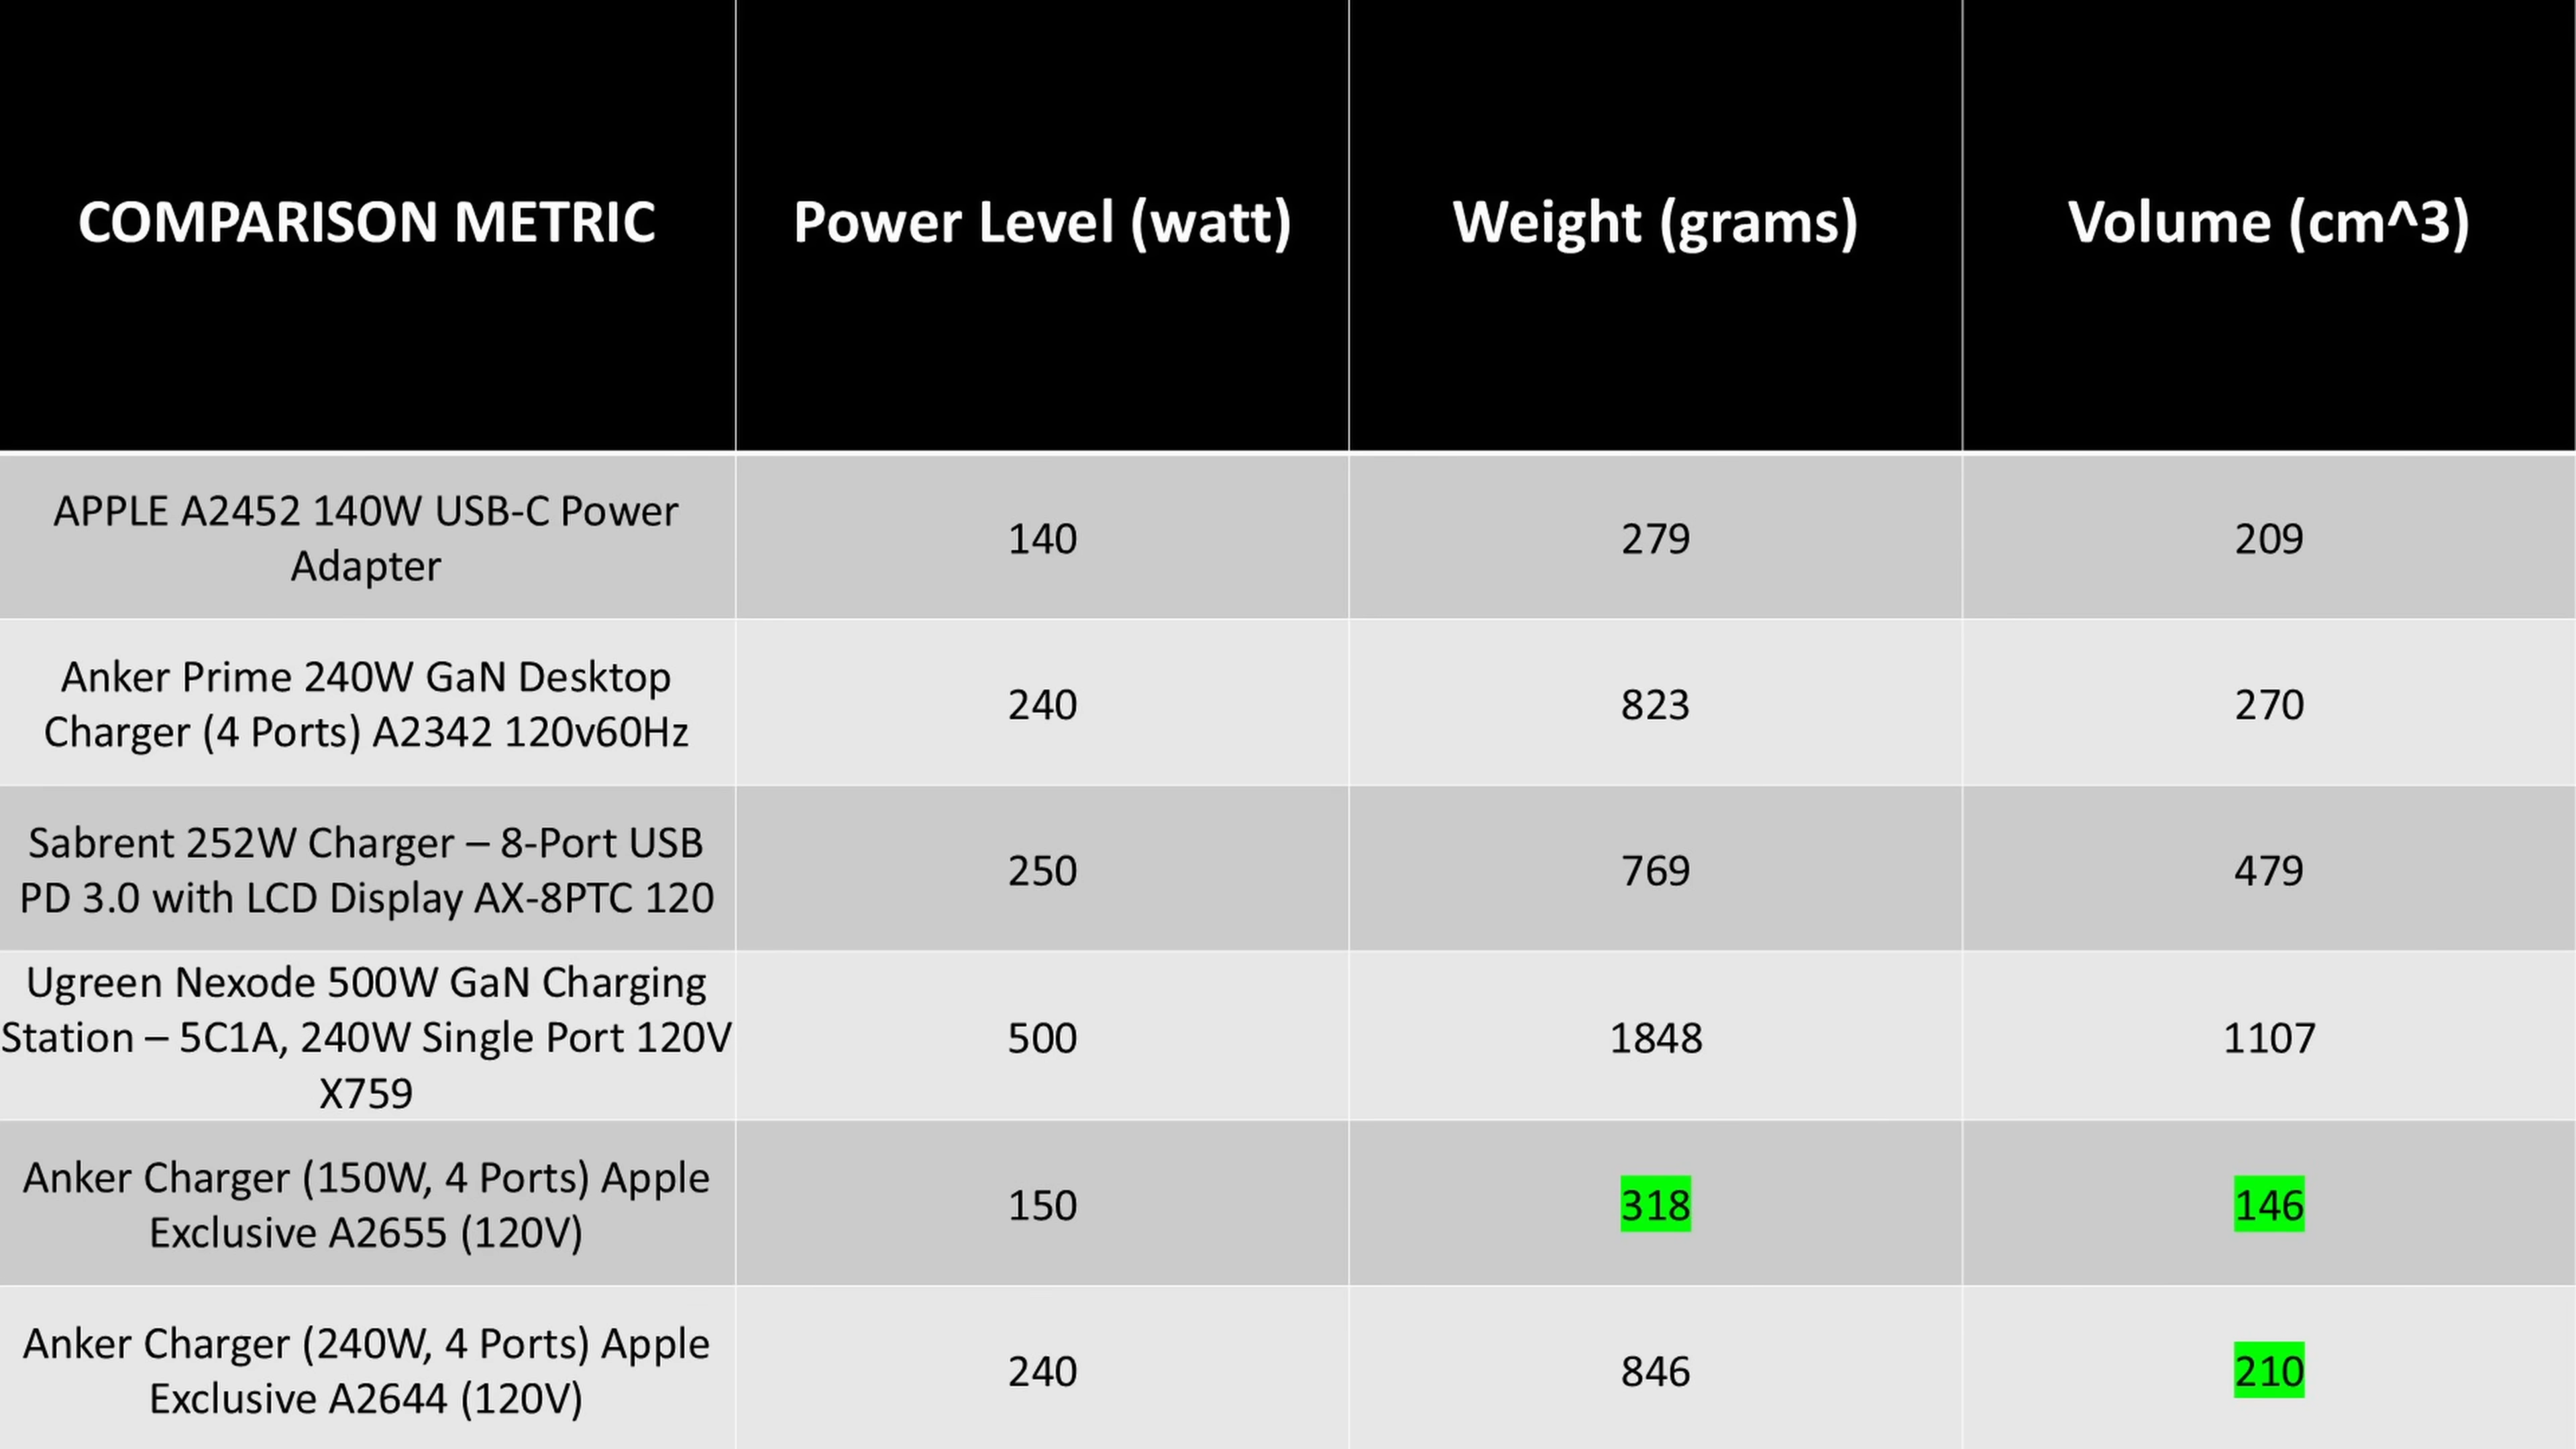 COMPARISON METRIC Power Level (watt) Weight (grams) Volume (cm^3)
APPLE A2452 140W USB-C Power
Adapter
140 279 209
Anker Prime 240W GaN Desktop
Charger (4 Ports) A2342 120v60Hz
240 823 270
Sabrent 252W Charger – 8-Port USB
PD 3.0 with LCD Display AX-8PTC 120
250 769 479
Ugreen Nexode 500W GaN Charging
Station – 5C1A, 240W Single Port 120V
X759
500 1848 1107
Anker Charger (150W, 4 Ports) Apple
Exclusive A2655 (120V)
150 318 146
Anker Charger (240W, 4 Ports) Apple
Exclusive A2644 (120V)
240 846 210